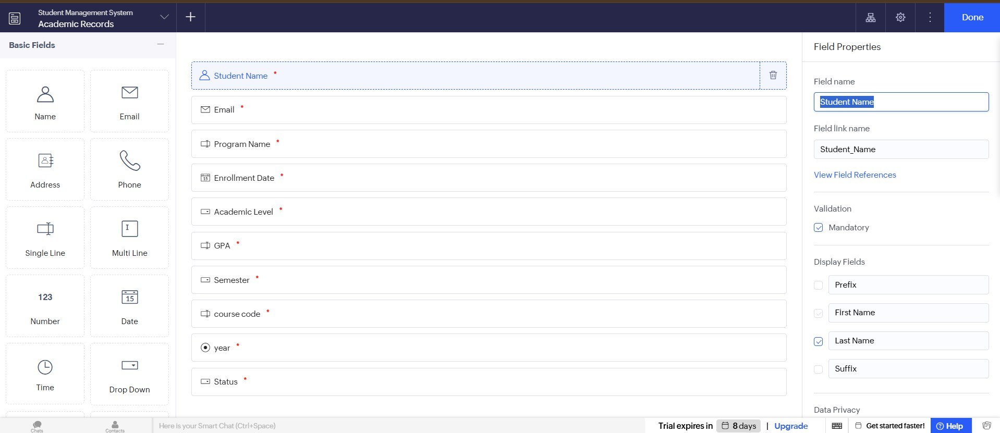 Student Management System
Academic Records
Done
Basic Fields
Name
Email
Address
Phone
Single Line
Multi Line
123
Number
15
Date
Time
Drop Down
Student Name *
Email *
Program Name *
15 Enrollment Date *
Academic Level *
GPA *
Semester *
course code *
year *
Status *
Field Properties
Field name
Student Name
Field link name
Student_Name
View Field References
Validation
Mandatory
Display Fields
Prefix
First Name
Last Name
Suffix
Data Privacy
Chats
Contacts
Here is your Smart Chat (Ctrl+Space)
Trial expires in 8 days | Upgrade
Get started faster!
Help